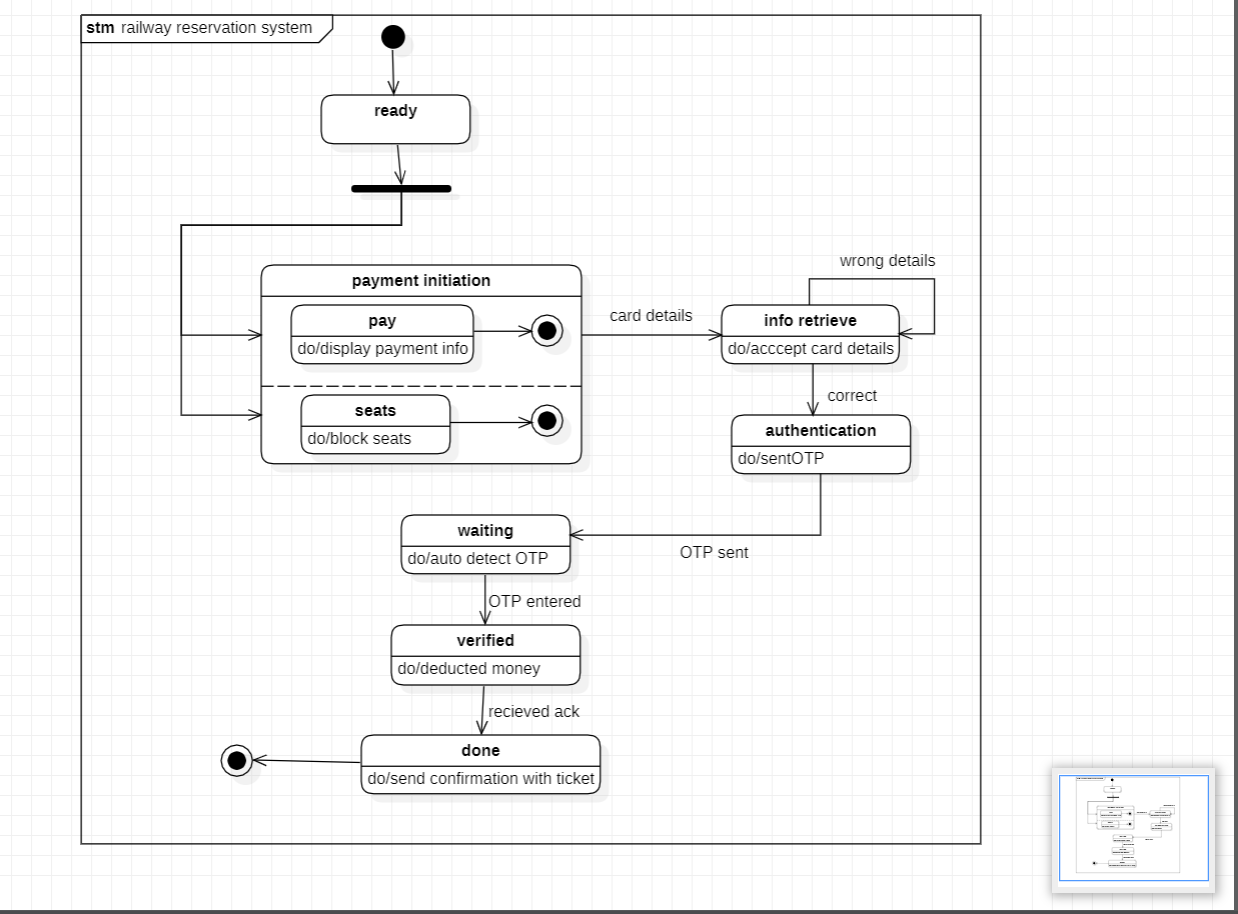 stm railway reservation system
ready
payment initiation
pay
do/display payment info
seats
do/block seats
card details
wrong details
info retrieve
do/acccept card details
correct
authentication
do/sentOTP
OTP sent
waiting
do/auto detect OTP
OTP entered
verified
do/deducted money
recieved ack
done
do/send confirmation with ticket